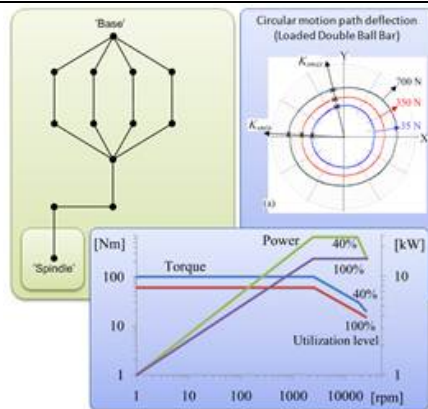 'Base'
'Spindle'
Circular motion path deflection
(Loaded Double Ball Bar)
Y
700 N
350 N
35 N
X
(a)
[Nm]
Power
40%
[kW]
100
Torque
100%
10
40%
10
100%
Utilization level
1
1
1
10
100
1000
10000
[rpm]